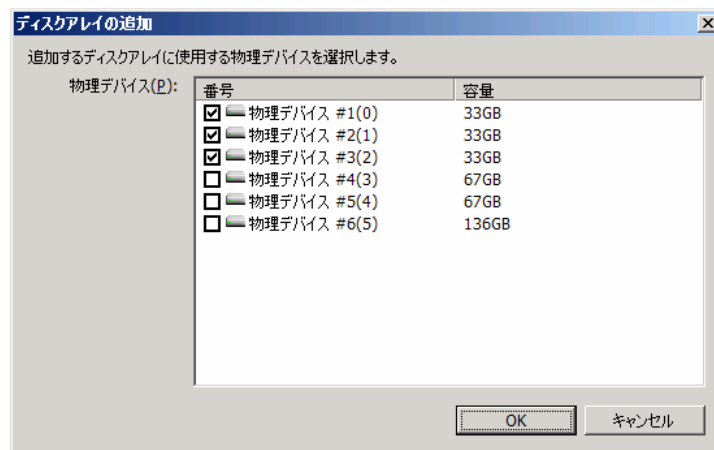 ディスクアレイの追加
追加するディスクアレイに使用する物理デバイスを選択します。
物理デバイス(P):
番号 容量
物理デバイス #1(0) 33GB
物理デバイス #2(1) 33GB
物理デバイス #3(2) 33GB
物理デバイス #4(3) 67GB
物理デバイス #5(4) 67GB
物理デバイス #6(5) 136GB
OK キャンセル